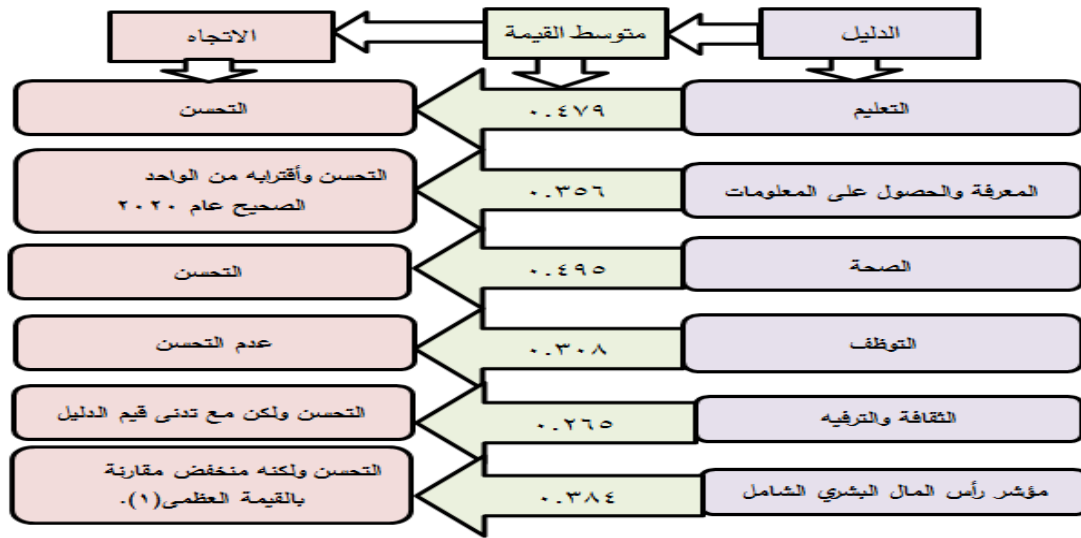 الدليل
متوسط القيمة
الاتجاه
التعليم
٠.٤٧٩
التحسن
المعرفة والحصول على المعلومات
٠.٣٥٦
التحسن وأقترابه من الواحد
الصحيح عام ٢٠٢٠
الصحة
٠.٤٩٥
التحسن
التوظف
٠.٣٠٨
عدم التحسن
الثقافة والترفيه
٠.٢٦٥
التحسن ولكن مع تدنى قيم الدليل
مؤشر رأس المال البشري الشامل
٠.٣٨٤
التحسن ولكنه منخفض مقارنة
بالقيمة العظمى(١).